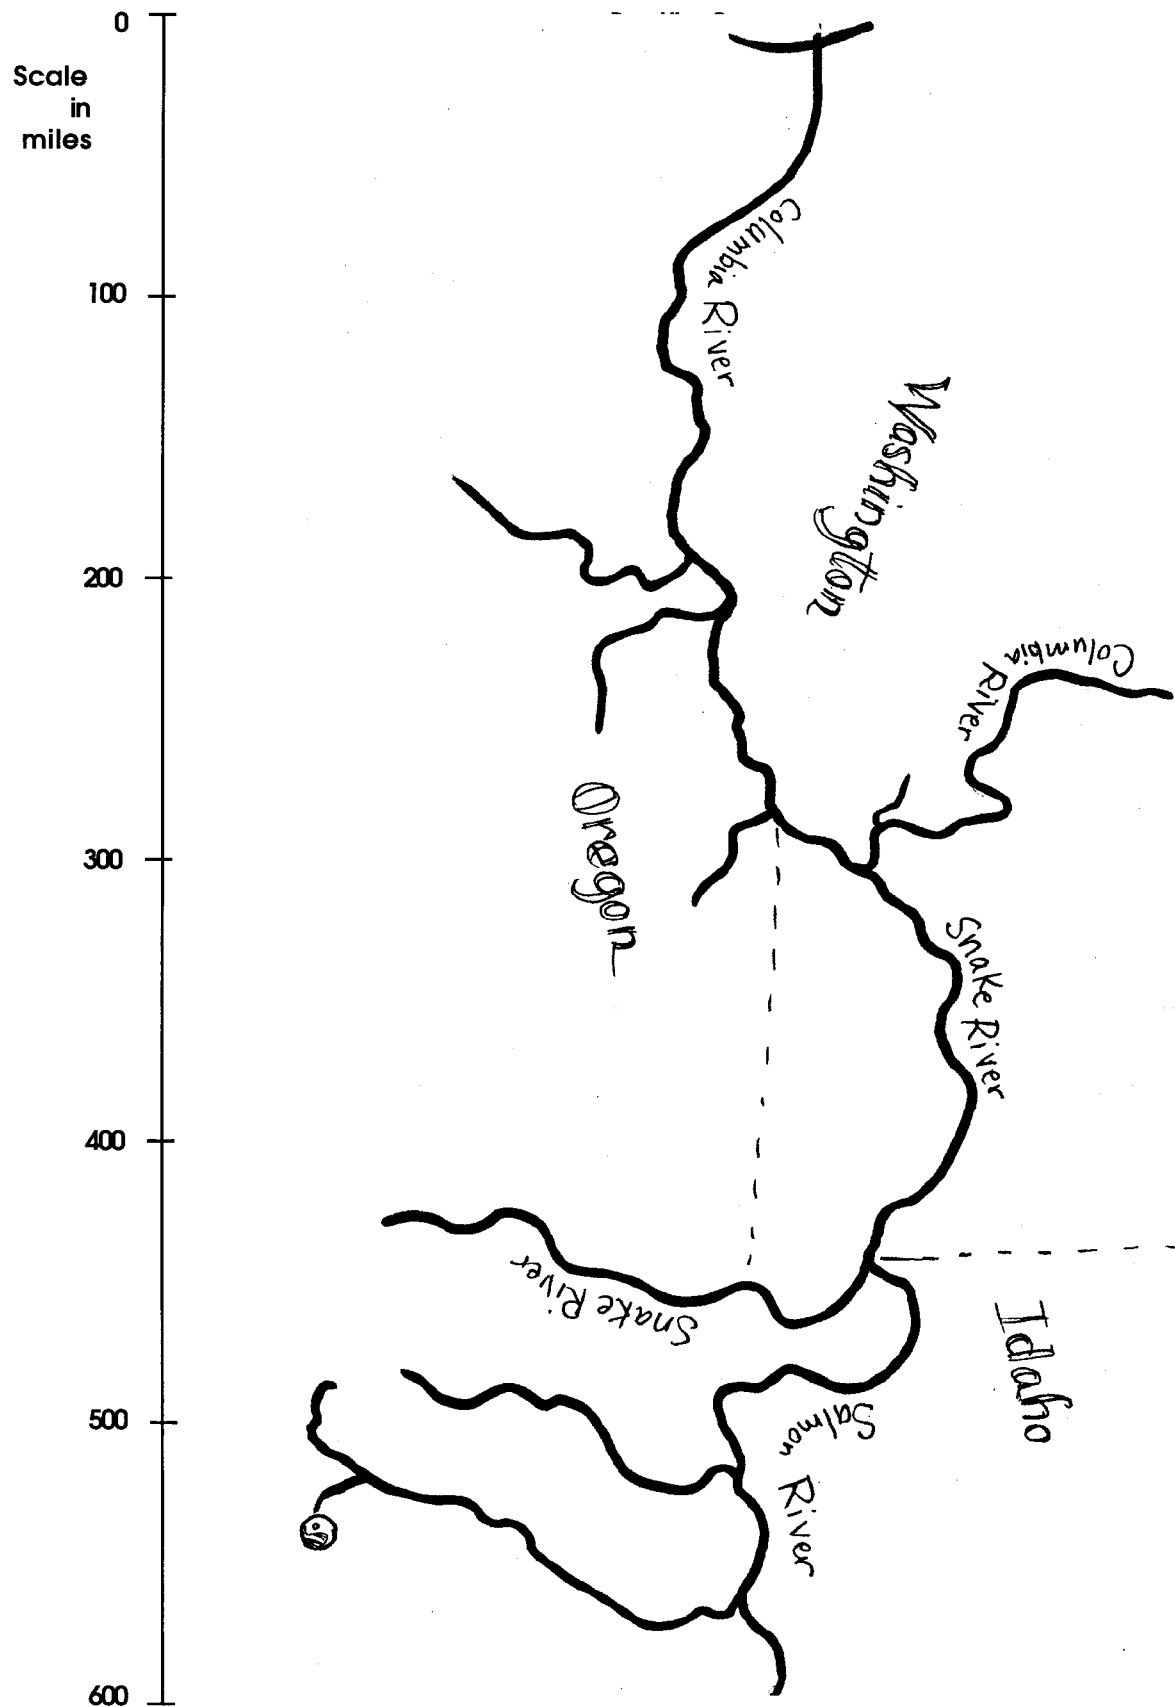 0
Scale
in
miles
Columbia
River
100
Washington
200
Columbia
River
Oregon
300
Snake River
400
Snake River
Idaho
Salmon
River
500
600